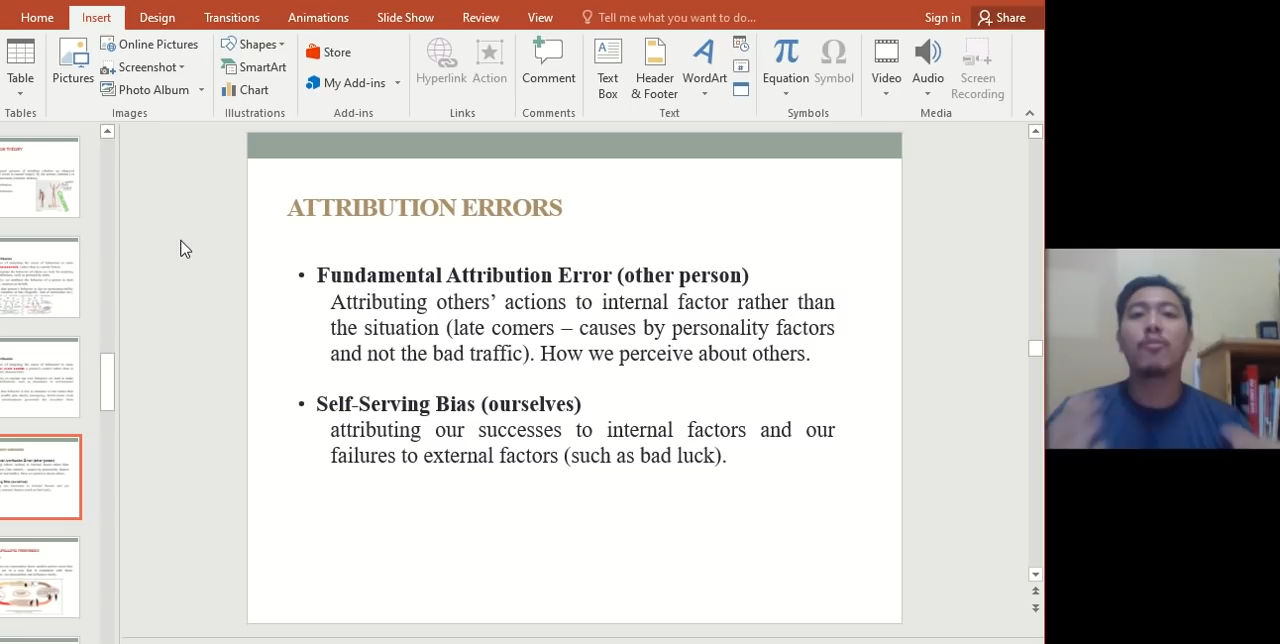 Home Insert Design Transitions Animations Slide Show Review View Tell me what you want to do... Sign in Share
Table
Pictures
Online Pictures
Screenshot
Photo Album
Shapes
SmartArt
Chart
Store
My Add-ins
Hyperlink Action
Comment
Text
Box
Header
& Footer
WordArt
Equation Symbol
Video Audio
Screen
Recording
Tables Images Illustrations Add-ins Links Comments Text Symbols Media
ATTRIBUTION ERRORS
• Fundamental Attribution Error (other person)
Attributing others’ actions to internal factor rather than
the situation (late comers – causes by personality factors
and not the bad traffic). How we perceive about others.
• Self-Serving Bias (ourselves)
attributing our successes to internal factors and our
failures to external factors (such as bad luck).